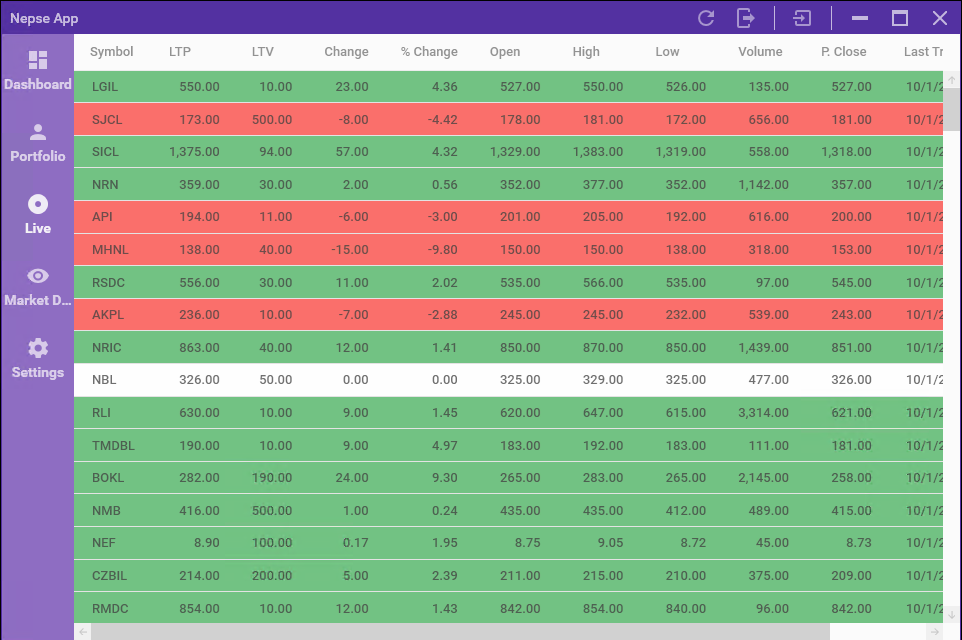 Nepse App
Symbol LTP LTV Change % Change Open High Low Volume P. Close Last Tr
Dashboard
Portfolio
Live
Market D...
Settings
LGIL 550.00 10.00 23.00 4.36 527.00 550.00 526.00 135.00 527.00 10/1/2
SJCL 173.00 500.00 -8.00 -4.42 178.00 181.00 172.00 656.00 181.00 10/1/2
SICL 1,375.00 94.00 57.00 4.32 1,329.00 1,383.00 1,319.00 558.00 1,318.00 10/1/2
NRN 359.00 30.00 2.00 0.56 352.00 377.00 352.00 1,142.00 357.00 10/1/2
API 194.00 11.00 -6.00 -3.00 201.00 205.00 192.00 616.00 200.00 10/1/2
MHNL 138.00 40.00 -15.00 -9.80 150.00 150.00 138.00 318.00 153.00 10/1/2
RSDC 556.00 30.00 11.00 2.02 535.00 566.00 535.00 97.00 545.00 10/1/2
AKPL 236.00 10.00 -7.00 -2.88 245.00 245.00 232.00 539.00 243.00 10/1/2
NRIC 863.00 40.00 12.00 1.41 850.00 870.00 850.00 1,439.00 851.00 10/1/2
NBL 326.00 50.00 0.00 0.00 325.00 329.00 325.00 477.00 326.00 10/1/2
RLI 630.00 10.00 9.00 1.45 620.00 647.00 615.00 3,314.00 621.00 10/1/2
TMDBL 190.00 10.00 9.00 4.97 183.00 192.00 183.00 111.00 181.00 10/1/2
BOKL 282.00 190.00 24.00 9.30 265.00 283.00 265.00 2,145.00 258.00 10/1/2
NMB 416.00 500.00 1.00 0.24 435.00 435.00 412.00 489.00 415.00 10/1/2
NEF 8.90 100.00 0.17 1.95 8.75 9.05 8.72 45.00 8.73 10/1/2
CZBIL 214.00 200.00 5.00 2.39 211.00 215.00 210.00 375.00 209.00 10/1/2
RMDC 854.00 10.00 12.00 1.43 842.00 854.00 840.00 96.00 842.00 10/1/2